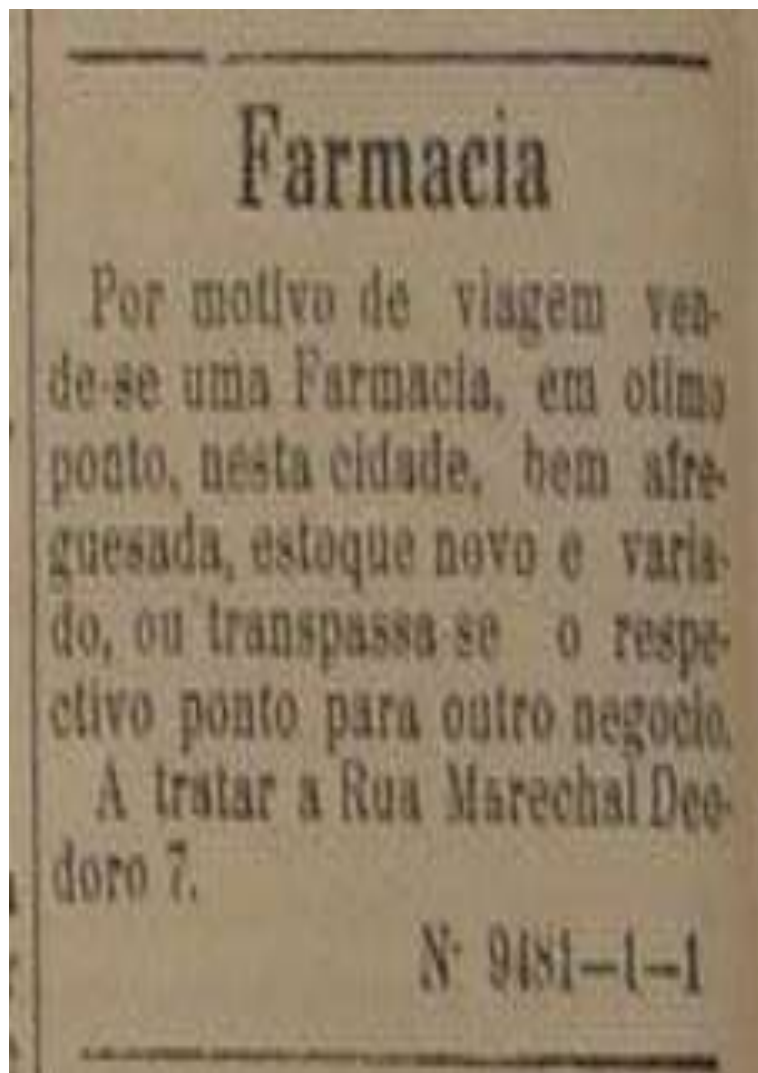 Farmacia
Por motivo de viagem ven-
de-se uma Farmacia, em otimo
ponto, nesta cidade, bem afre-
guesada, estoque novo e varia-
do, ou transpassa-se o respe-
ctivo ponto para outro negocio.
A tratar a Rua Marechal Deo-
doro 7.
N· 9481—1—1